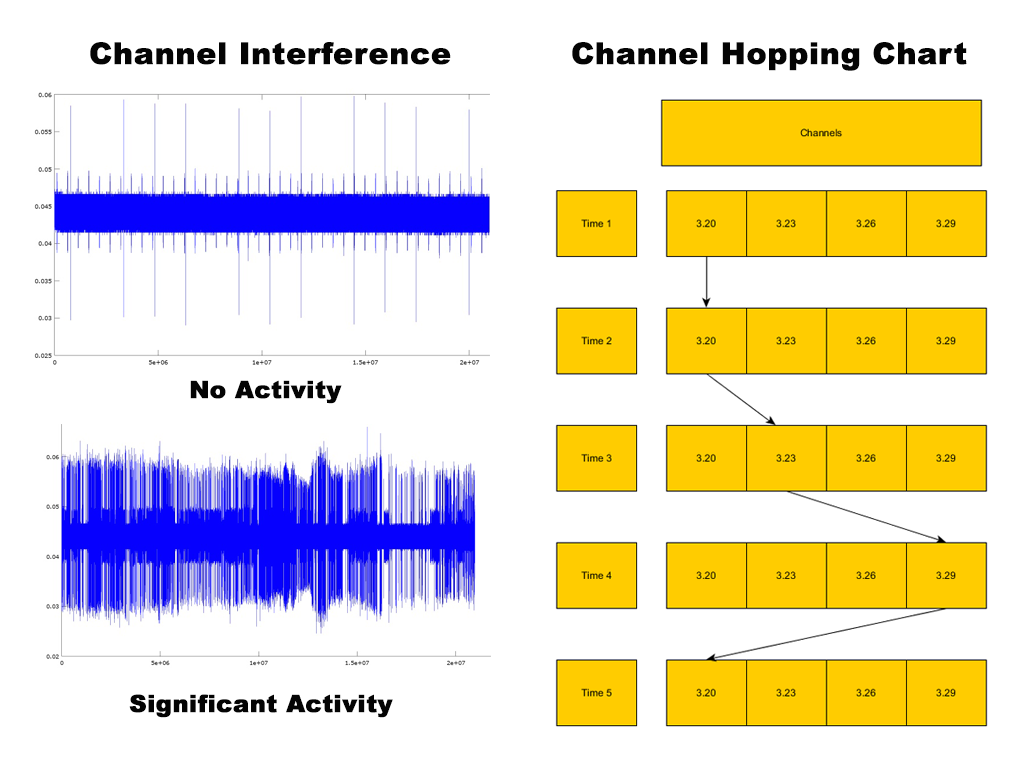 Channel Interference
0.06
0.055
0.05
0.045
0.04
0.035
0.03
0.025
0 5e+06 1e+07 1.5e+07 2e+07
No Activity
0.06
0.05
0.04
0.03
0.02
0 5e+06 1e+07 1.5e+07 2e+07
Significant Activity
Channel Hopping Chart
Channels
Time 1 3.20 3.23 3.26 3.29
Time 2 3.20 3.23 3.26 3.29
Time 3 3.20 3.23 3.26 3.29
Time 4 3.20 3.23 3.26 3.29
Time 5 3.20 3.23 3.26 3.29